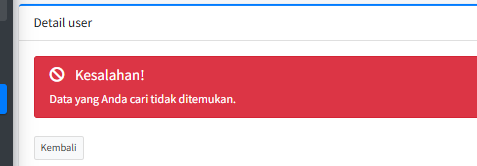 Detail user
Kesalahan!
Data yang Anda cari tidak ditemukan.
Kembali